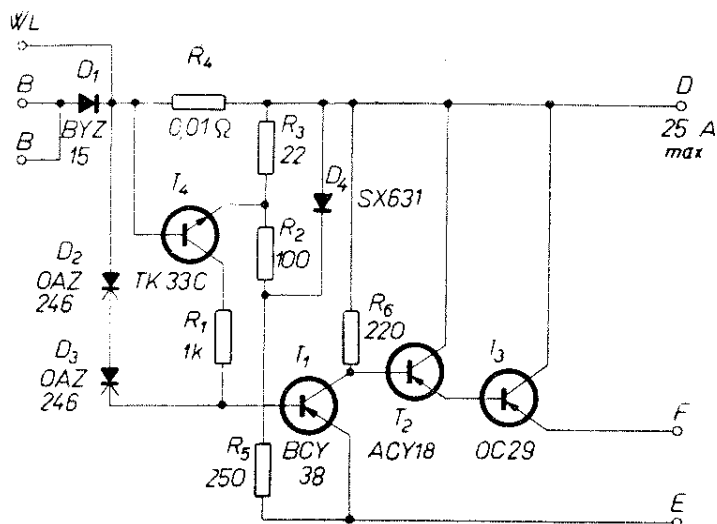 WL
R4
D1
B
D
0,01 Ω
B
BYZ
15
R3
22
25 A
max
T4
D4
SX631
R2
100
D2
OAZ
246
TK 33C
R6
220
R1
1k
D3
OAZ
246
T1
T3
T2
F
R5
250
BCY
38
ACY18
OC29
E